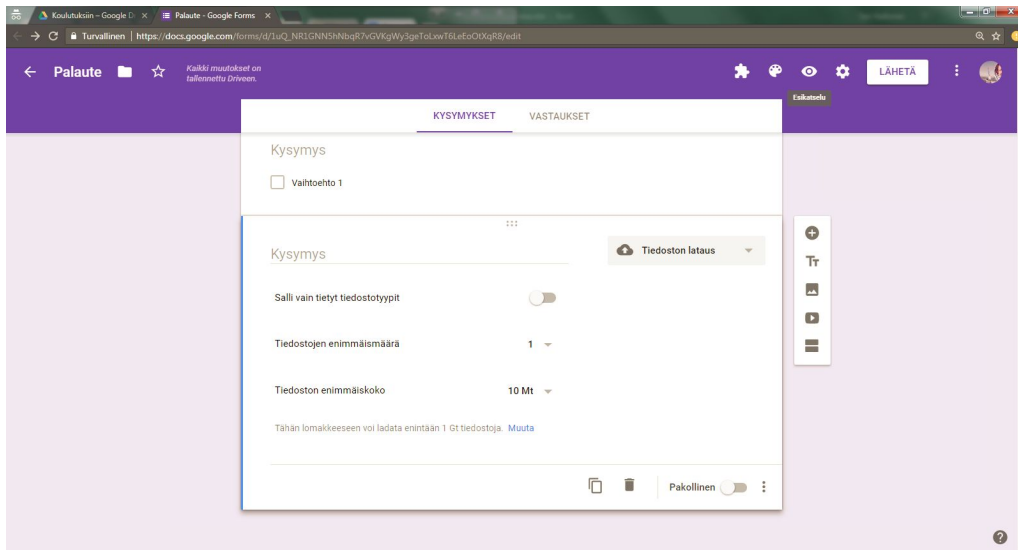 Koulutuksiin – Google Dr
Palaute - Google Forms
Turvallinen | https://docs.google.com/forms/d/1uQ_NR1GNN5hNbqR7vGVKgWy3geToLxwT6LeEoOtXqR8/edit
Palaute
Kaikki muutokset on
tallennettu Driveen.
LÄHETÄ
Esikatselu
KYSYMYKSET
VASTAUKSET
Kysymys
Vaihtoehto 1
Kysymys
Tiedoston lataus
Salli vain tietyt tiedostotyypit
Tiedostojen enimmäismäärä
1
Tiedoston enimmäiskoko
10 Mt
Tähän lomakkeeseen voi ladata enintään 1 Gt tiedostoja. Muuta
Pakollinen